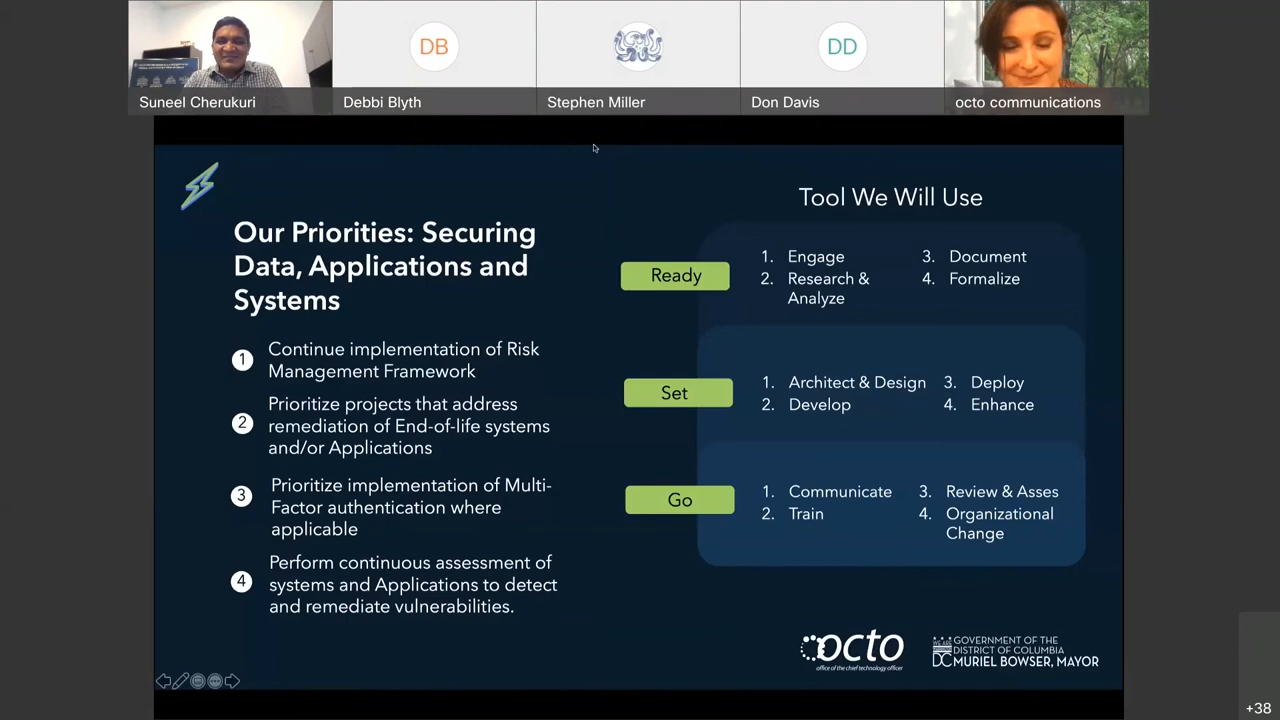 DB
DD
Suneel Cherukuri
Debbi Blyth
Stephen Miller
Don Davis
octo communications
Our Priorities: Securing
Data, Applications and
Systems
1
Continue implementation of Risk
Management Framework
2
Prioritize projects that address
remediation of End-of-life systems
and/or Applications
3
Prioritize implementation of Multi-
Factor authentication where
applicable
4
Perform continuous assessment of
systems and Applications to detect
and remediate vulnerabilities.
Tool We Will Use
Ready
1. Engage
2. Research &
Analyze
3. Document
4. Formalize
Set
1. Architect & Design
2. Develop
3. Deploy
4. Enhance
Go
1. Communicate
2. Train
3. Review & Asses
4. Organizational
Change
octo
office of the chief technology officer
WE ARE
DC
GOVERNMENT OF THE
DISTRICT OF COLUMBIA
MURIEL BOWSER, MAYOR
+38